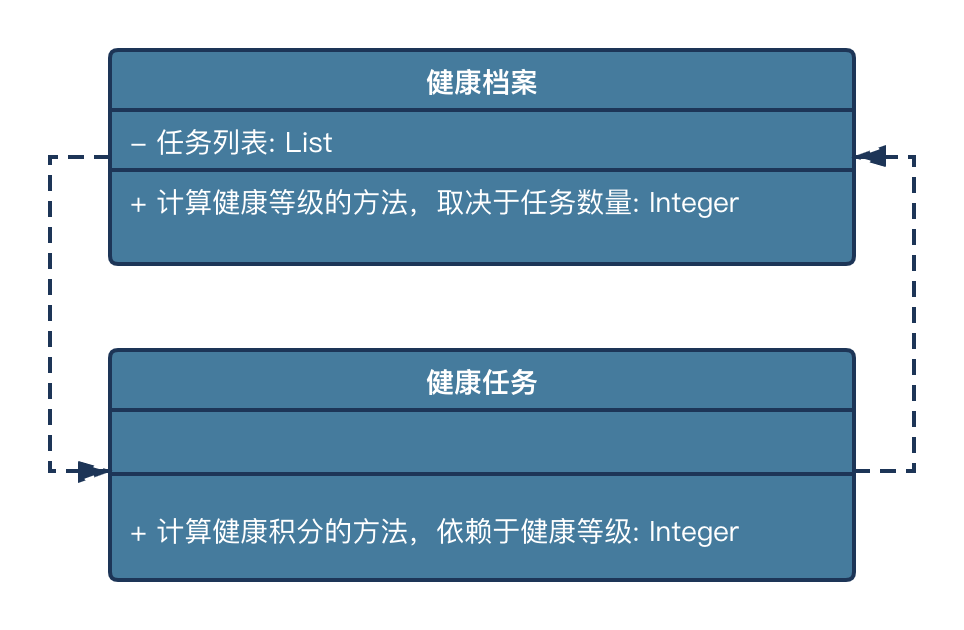 健康档案
– 任务列表: List
+ 计算健康等级的方法，取决于任务数量: Integer
健康任务
+ 计算健康积分的方法，依赖于健康等级: Integer